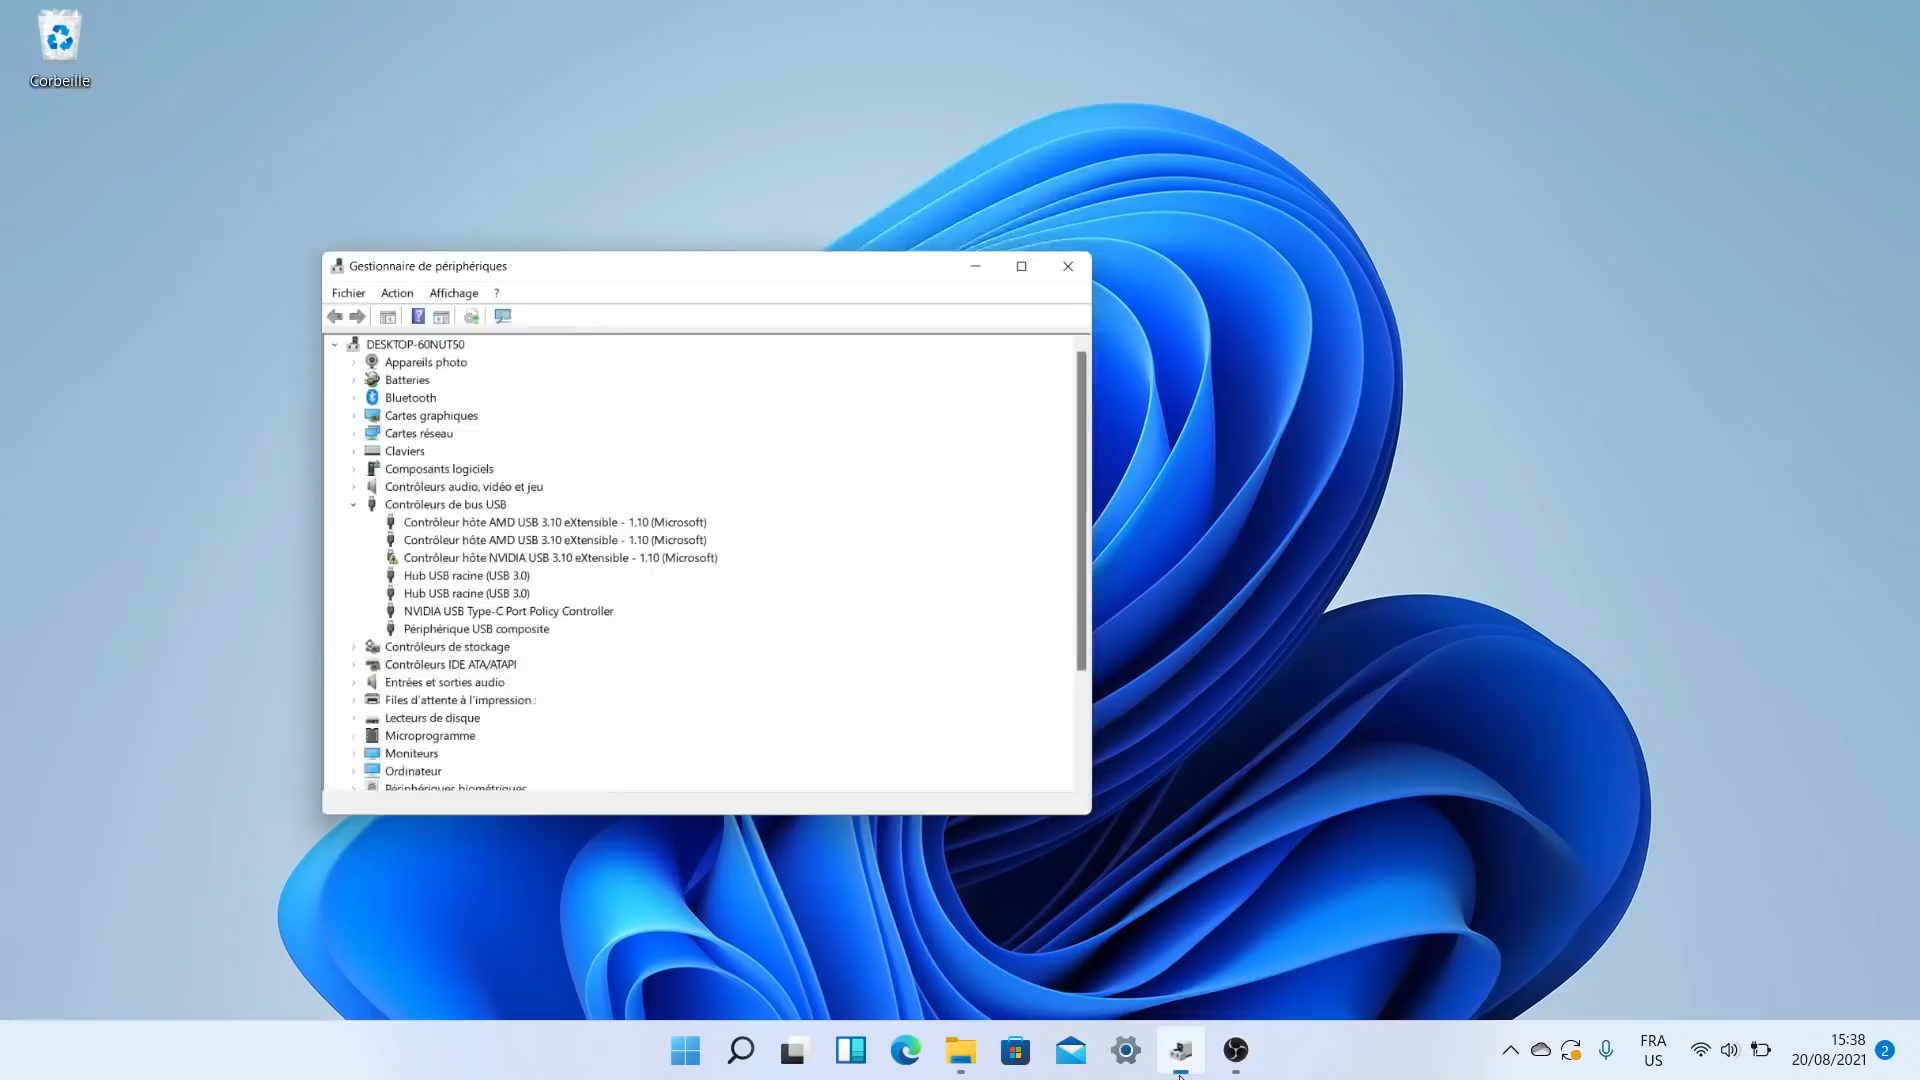 Corbeille
Gestionnaire de périphériques
Fichier Action Affichage ?
DESKTOP-60NUT50
Appareils photo
Batteries
Bluetooth
Cartes graphiques
Cartes réseau
Claviers
Composants logiciels
Contrôleurs audio, vidéo et jeu
Contrôleurs de bus USB
Contrôleur hôte AMD USB 3.10 eXtensible - 1.10 (Microsoft)
Contrôleur hôte AMD USB 3.10 eXtensible - 1.10 (Microsoft)
Contrôleur hôte NVIDIA USB 3.10 eXtensible - 1.10 (Microsoft)
Hub USB racine (USB 3.0)
Hub USB racine (USB 3.0)
NVIDIA USB Type-C Port Policy Controller
Périphérique USB composite
Contrôleurs de stockage
Contrôleurs IDE ATA/ATAPI
Entrées et sorties audio
Files d'attente à l'impression :
Lecteurs de disque
Microprogramme
Moniteurs
Ordinateur
Périphériques biométriques
FRA
US
15:38
20/08/2021
2